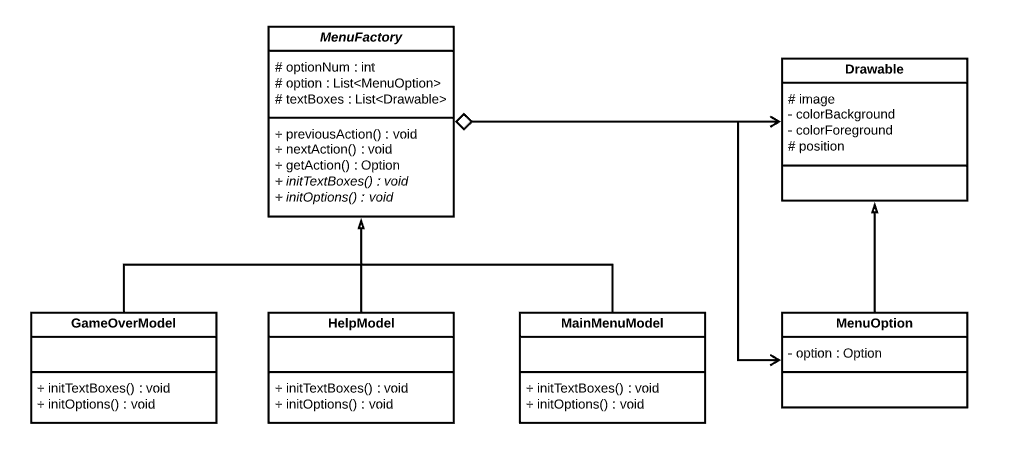 MenuFactory
# optionNum : int
# option : List<MenuOption>
# textBoxes : List<Drawable>
+ previousAction() : void
+ nextAction() : void
+ getAction() : Option
+ initTextBoxes() : void
+ initOptions() : void
Drawable
# image
- colorBackground
- colorForeground
# position
GameOverModel
+ initTextBoxes() : void
+ initOptions() : void
HelpModel
+ initTextBoxes() : void
+ initOptions() : void
MainMenuModel
+ initTextBoxes() : void
+ initOptions() : void
MenuOption
- option : Option